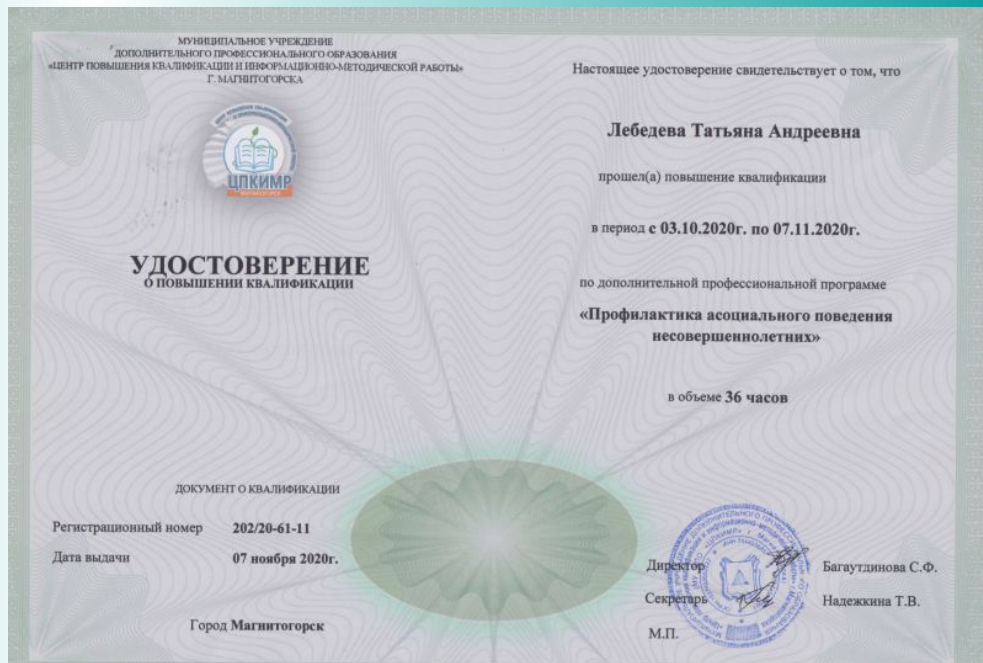 МУНИЦИПАЛЬНОЕ УЧРЕЖДЕНИЕ
ДОПОЛНИТЕЛЬНОГО ПРОФЕССИОНАЛЬНОГО ОБРАЗОВАНИЯ
«ЦЕНТР ПОВЫШЕНИЯ КВАЛИФИКАЦИИ И ИНФОРМАЦИОННО-МЕТОДИЧЕСКОЙ РАБОТЫ»
Г. МАГНИТОГОРСКА
ЦПКИМР
УДОСТОВЕРЕНИЕ
О ПОВЫШЕНИИ КВАЛИФИКАЦИИ
ДОКУМЕНТ О КВАЛИФИКАЦИИ
Регистрационный номер 202/20-61-11
Дата выдачи 07 ноября 2020г.
Город Магнитогорск
Настоящее удостоверение свидетельствует о том, что
Лебедева Татьяна Андреевна
прошел(а) повышение квалификации
в период с 03.10.2020г. по 07.11.2020г.
по дополнительной профессиональной программе
«Профилактика асоциального поведения
несовершеннолетних»
в объеме 36 часов
Директор Багаутдинова С.Ф.
Секретарь Надежкина Т.В.
М.П.